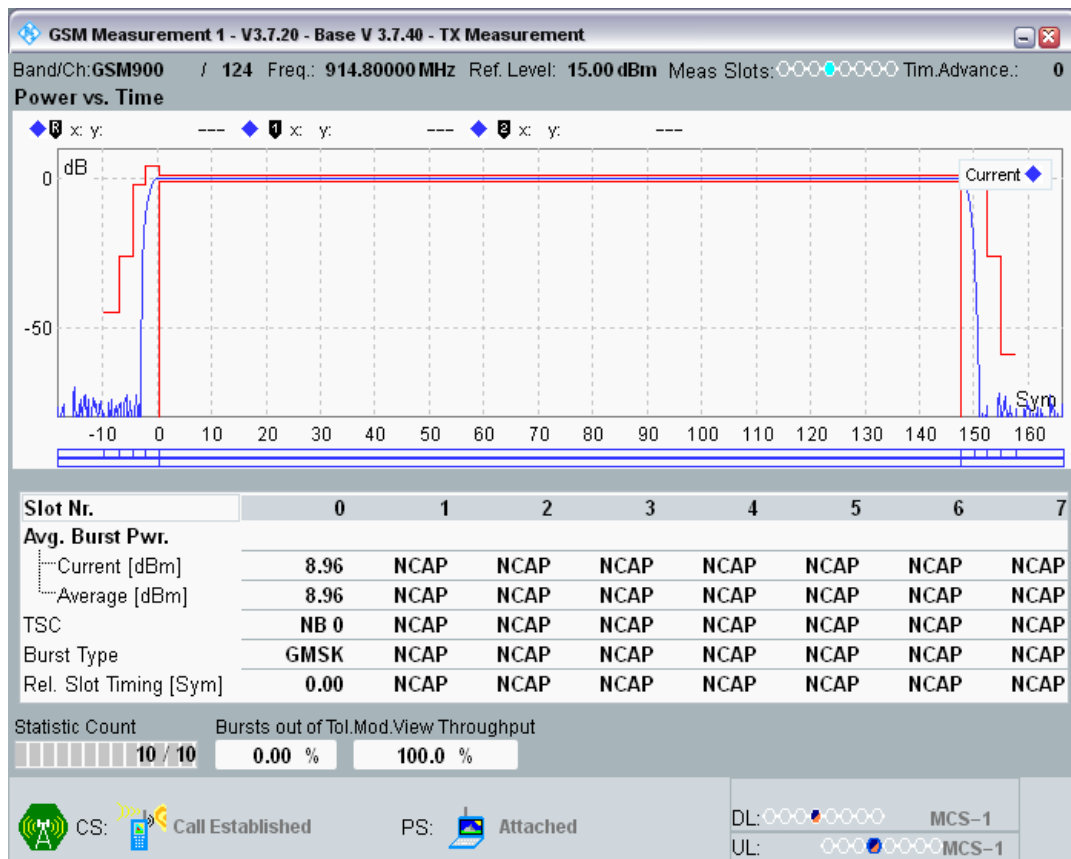 GSM Measurement 1 - V3.7.20 - Base V 3.7.40 - TX Measurement
Band/Ch:GSM900 / 124 Freq.: 914.80000 MHz Ref. Level: 15.00 dBm Meas Slots: Tim.Advance.: 0
Power vs. Time
R x: y: --- 1 x: y: --- 2 x: y: ---
dB
Current
0
-50
Sym
-10 0 10 20 30 40 50 60 70 80 90 100 110 120 130 140 150 160
Slot Nr. 0 1 2 3 4 5 6 7
Avg. Burst Pwr.
Current [dBm] 8.96 NCAP NCAP NCAP NCAP NCAP NCAP NCAP
Average [dBm] 8.96 NCAP NCAP NCAP NCAP NCAP NCAP NCAP
TSC NB 0 NCAP NCAP NCAP NCAP NCAP NCAP NCAP
Burst Type GMSK NCAP NCAP NCAP NCAP NCAP NCAP NCAP
Rel. Slot Timing [Sym] 0.00 NCAP NCAP NCAP NCAP NCAP NCAP NCAP
Statistic Count Bursts out of Tol.Mod.View Throughput
10 / 10 0.00 % 100.0 %
CS: Call Established PS: Attached
DL: MCS-1
UL: MCS-1